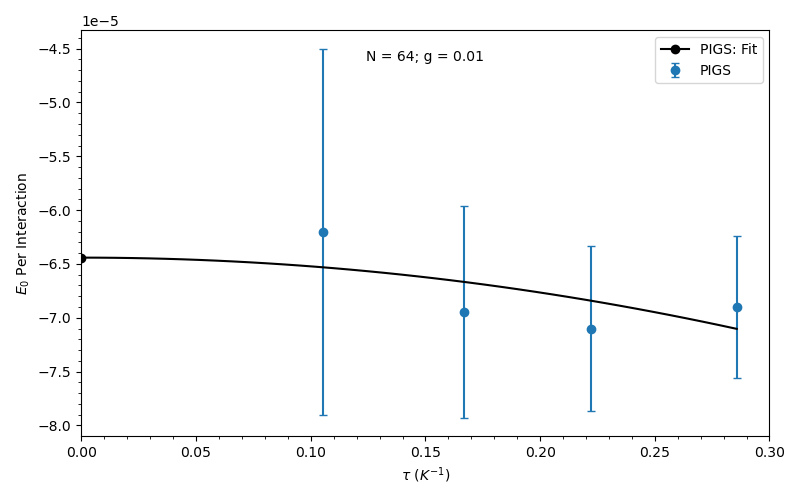 1e−5
N = 64; g = 0.01
PIGS: Fit
PIGS
−4.5
−5.0
−5.5
−6.0
−6.5
−7.0
−7.5
−8.0
E₀ Per Interaction
0.00 0.05 0.10 0.15 0.20 0.25 0.30
τ (K⁻¹)